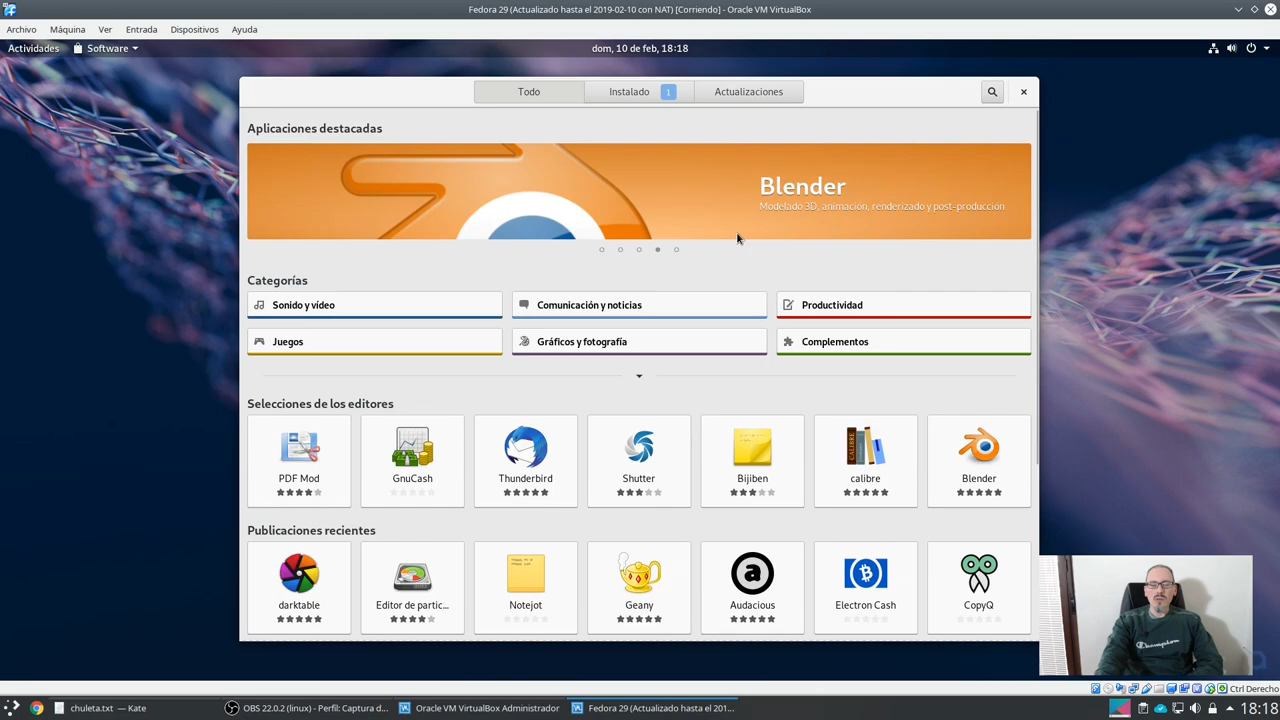 Fedora 29 (Actualizado hasta el 2019-02-10 con NAT) [Corriendo] - Oracle VM VirtualBox
Archivo Máquina Ver Entrada Dispositivos Ayuda
Actividades Software dom, 10 de feb, 18:18
Todo Instalado 1 Actualizaciones
Aplicaciones destacadas
Blender
Modelado 3D, animación, renderizado y post-producción
Categorías
Sonido y vídeo Comunicación y noticias Productividad
Juegos Gráficos y fotografía Complementos
Selecciones de los editores
PDF Mod GnuCash Thunderbird Shutter Bijiben calibre Blender
Publicaciones recientes
darktable Editor de partic... Notejot Geany Audacious Electron Cash CopyQ
Champion
Ctrl Derecho
chuleta.txt — Kate OBS 22.0.2 (linux) - Perfil: Captura d... Oracle VM VirtualBox Administrador Fedora 29 (Actualizado hasta el 201... 18:18